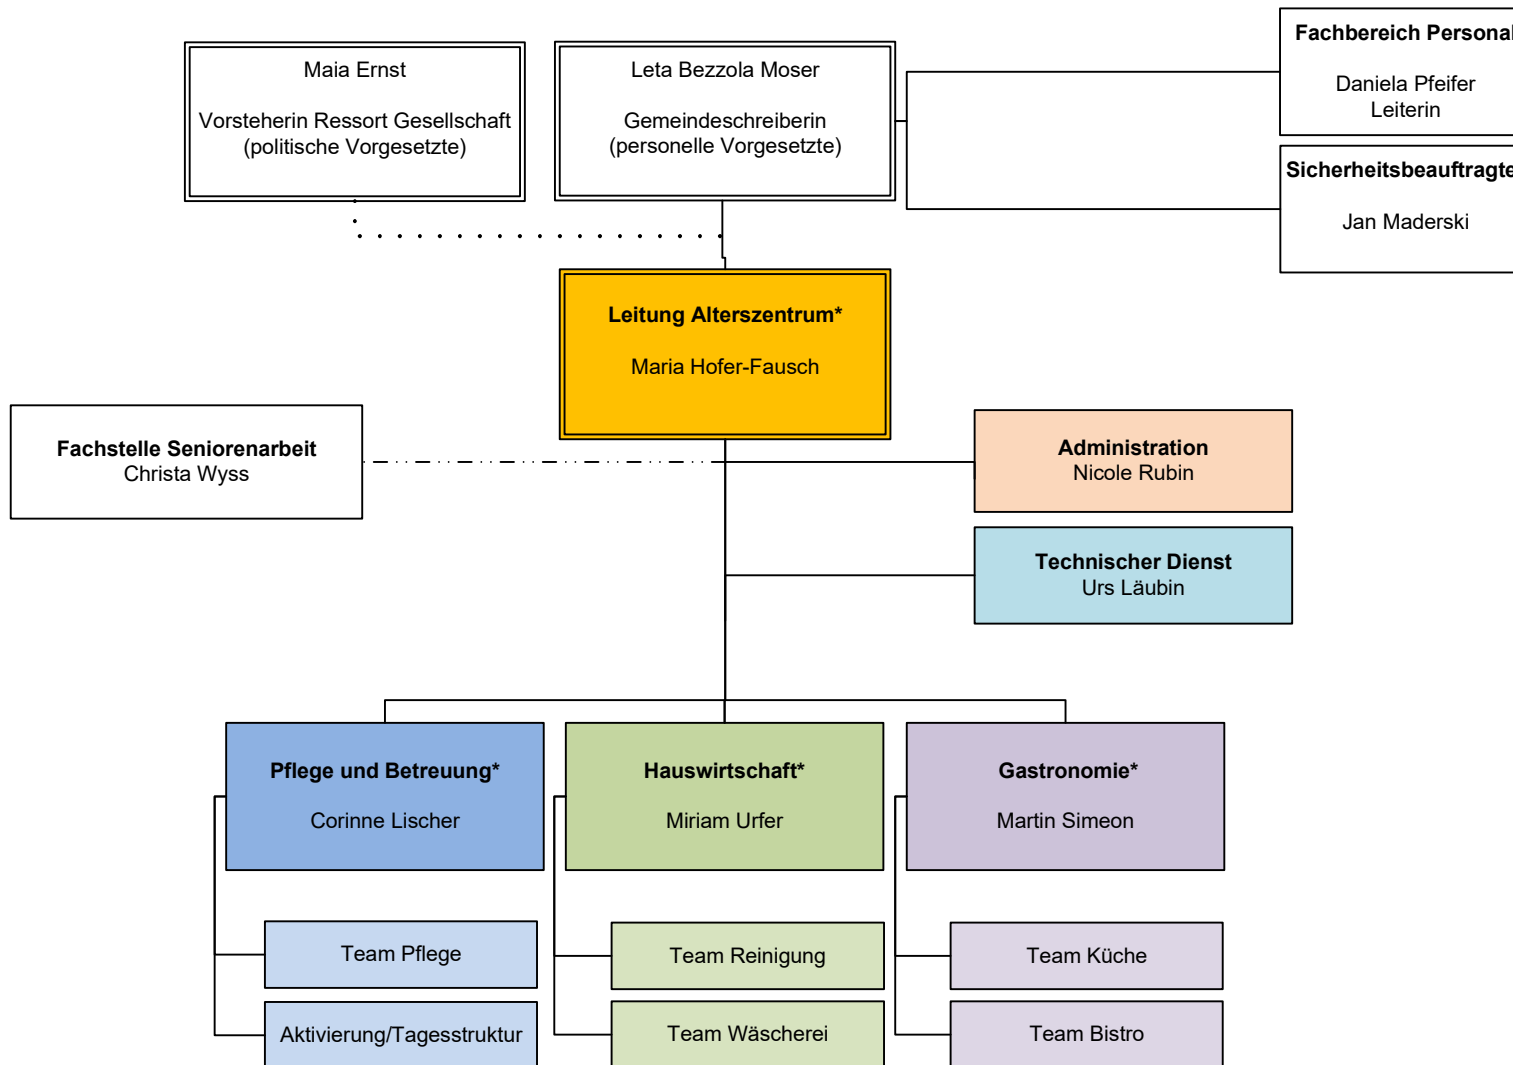 Maia Ernst
Vorsteherin Ressort Gesellschaft
(politische Vorgesetzte)
Leta Bezzola Moser
Gemeindeschreiberin
(personelle Vorgesetzte)
Fachbereich Personal
Daniela Pfeifer
Leiterin
Sicherheitsbeauftragte
Jan Maderski
Leitung Alterszentrum*
Maria Hofer-Fausch
Fachstelle Seniorenarbeit
Christa Wyss
Administration
Nicole Rubin
Technischer Dienst
Urs Läubin
Pflege und Betreuung*
Corinne Lischer
Hauswirtschaft*
Miriam Urfer
Gastronomie*
Martin Simeon
Team Pflege
Team Reinigung
Team Küche
Aktivierung/Tagesstruktur
Team Wäscherei
Team Bistro